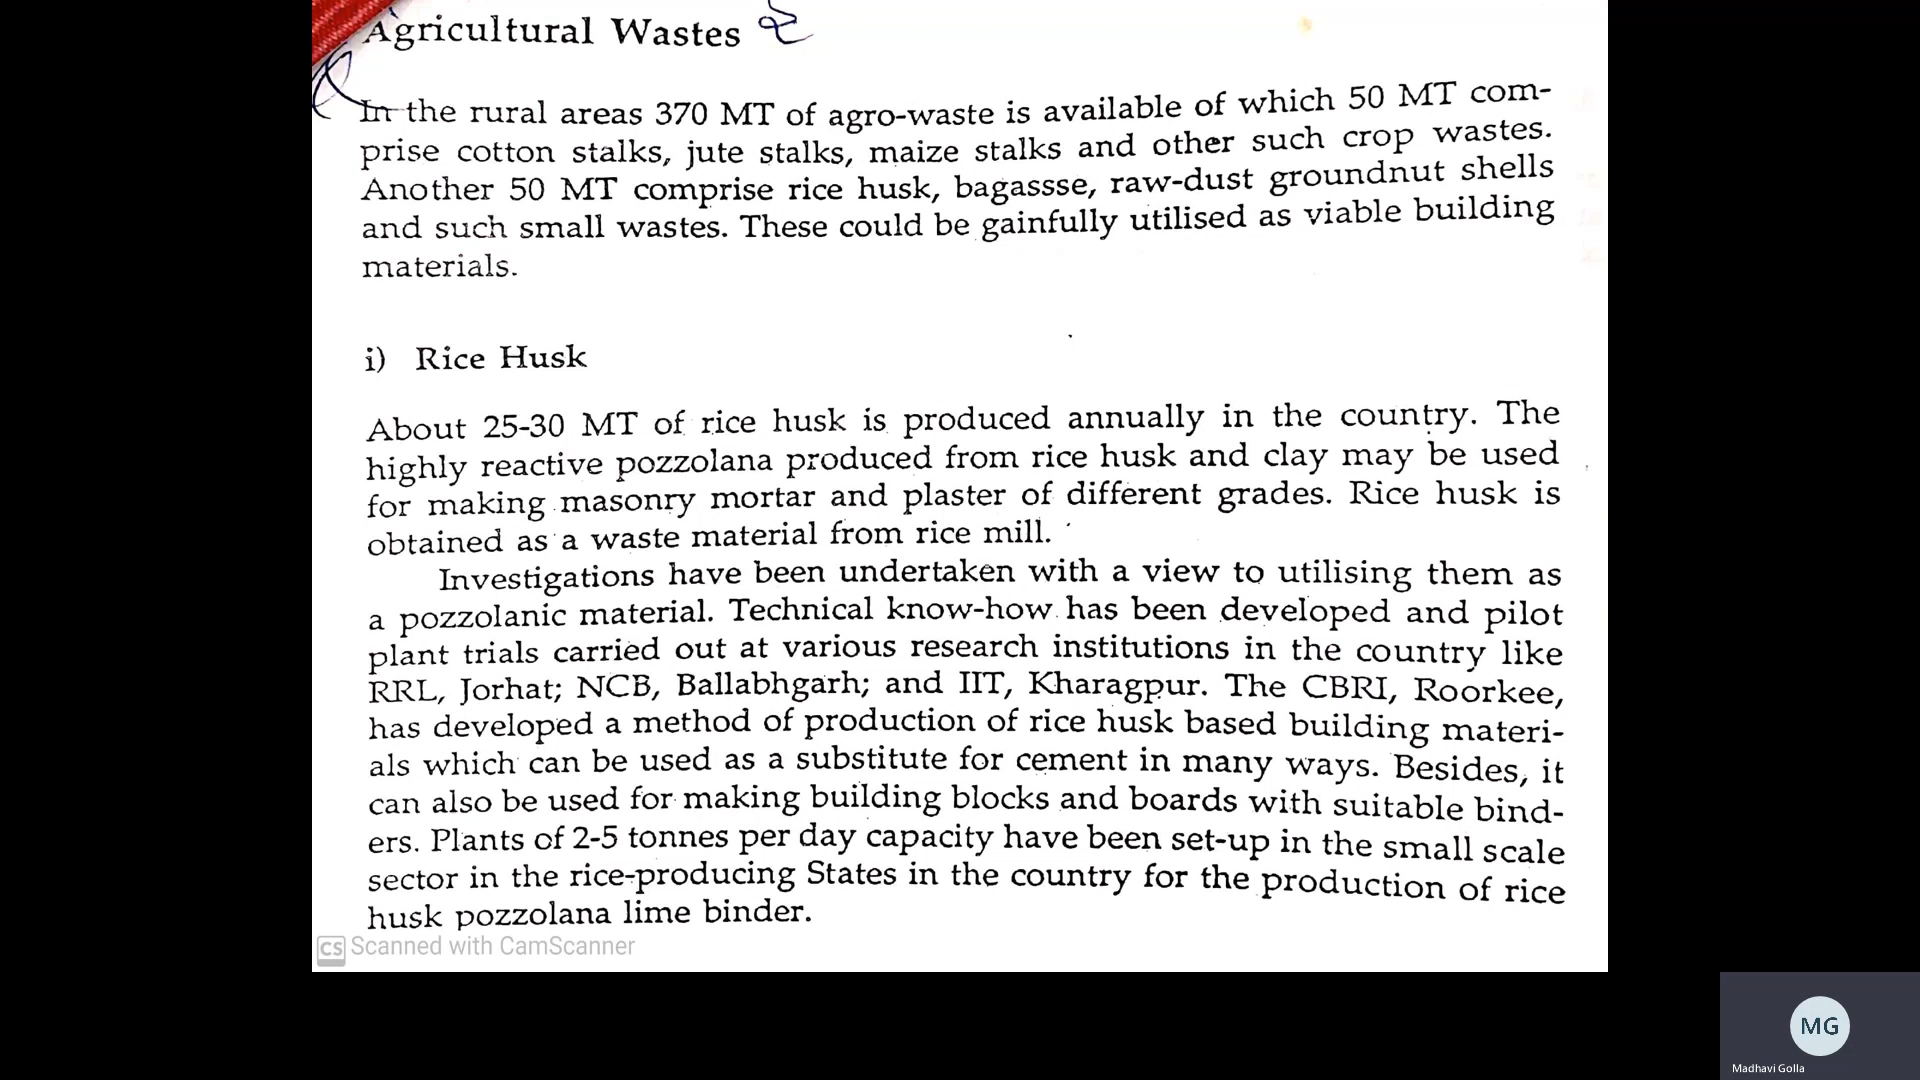 Agricultural Wastes
In the rural areas 370 MT of agro-waste is available of which 50 MT com-
prise cotton stalks, jute stalks, maize stalks and other such crop wastes.
Another 50 MT comprise rice husk, bagassse, raw-dust groundnut shells
and such small wastes. These could be gainfully utilised as viable building
materials.
i) Rice Husk
About 25-30 MT of rice husk is produced annually in the country. The
highly reactive pozzolana produced from rice husk and clay may be used
for making masonry mortar and plaster of different grades. Rice husk is
obtained as a waste material from rice mill.
Investigations have been undertaken with a view to utilising them as
a pozzolanic material. Technical know-how has been developed and pilot
plant trials carried out at various research institutions in the country like
RRL, Jorhat; NCB, Ballabhgarh; and IIT, Kharagpur. The CBRI, Roorkee,
has developed a method of production of rice husk based building materi-
als which can be used as a substitute for cement in many ways. Besides, it
can also be used for making building blocks and boards with suitable bind-
ers. Plants of 2-5 tonnes per day capacity have been set-up in the small scale
sector in the rice-producing States in the country for the production of rice
husk pozzolana lime binder.
CS Scanned with CamScanner
MG
Madhavi Golla